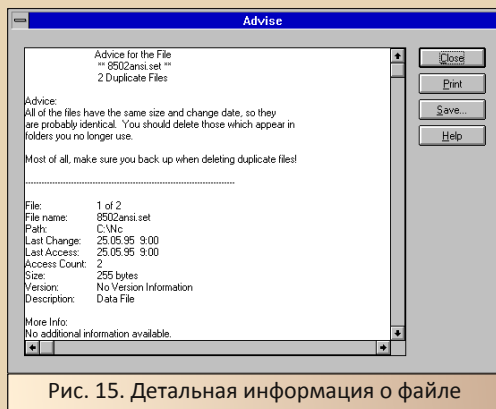 Advise
Advice for the File
** 8502ansi.set **
2 Duplicate Files
Advice:
All of the files have the same size and change date, so they
are probably identical. You should delete those which appear in
folders you no longer use.
Most of all, make sure you back up when deleting duplicate files!
--------------------------------------------------------------------------------
File: 1 of 2
File name: 8502ansi.set
Path: C:\Nc
Last Change: 25.05.95 9:00
Last Access: 25.05.95 9:00
Access Count: 2
Size: 255 bytes
Version: No Version Information
Description: Data File
More Info:
No additional information available.
Close
Print
Save...
Help
Рис. 15. Детальная информация о файле